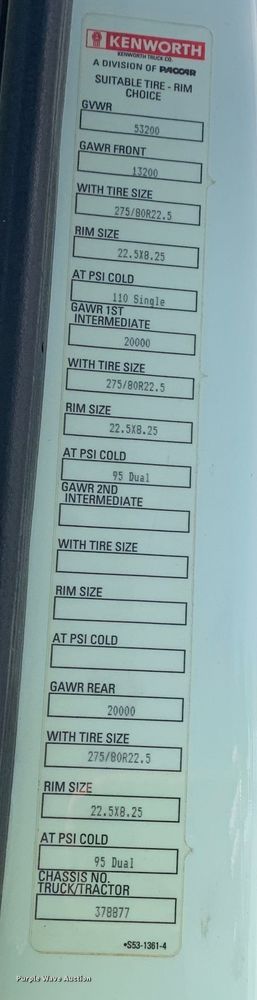 KENWORTH
KENWORTH TRUCK CO.
A DIVISION OF PACCAR
SUITABLE TIRE - RIM
CHOICE
GVWR
53200
GAWR FRONT
13200
WITH TIRE SIZE
275/80R22.5
RIM SIZE
22.5X8.25
AT PSI COLD
110 Single
GAWR 1ST
INTERMEDIATE
20000
WITH TIRE SIZE
275/80R22.5
RIM SIZE
22.5X8.25
AT PSI COLD
95 Dual
GAWR 2ND
INTERMEDIATE
WITH TIRE SIZE
RIM SIZE
AT PSI COLD
GAWR REAR
20000
WITH TIRE SIZE
275/80R22.5
RIM SIZE
22.5X8.25
AT PSI COLD
95 Dual
CHASSIS NO.
TRUCK/TRACTOR
378877
•S53-1361-4
Purple Wave Auction